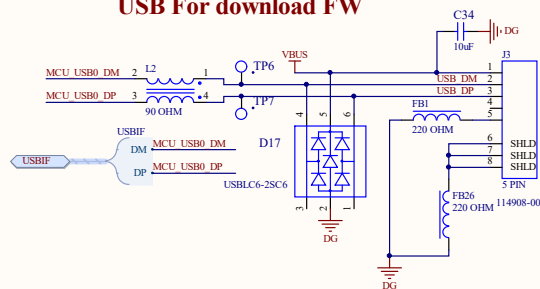 USB For download FW
C34
DG
10uF
VBUS
J3
L2
TP6
1
MCU_USB0_DM 2 1 USB_DM 2
MCU_USB0_DP 3 4 USB_DP 3
TP7
FB1
4
90 OHM
5
220 OHM
4 5 6
USBIF
D17
6 SHLD
USBIF
DM MCU_USB0_DM
7 SHLD
8 SHLD
DP MCU_USB0_DP
USBLC6-2SC6
5 PIN
FB26
220 OHM
114908-00
3 2 1
DG
DG